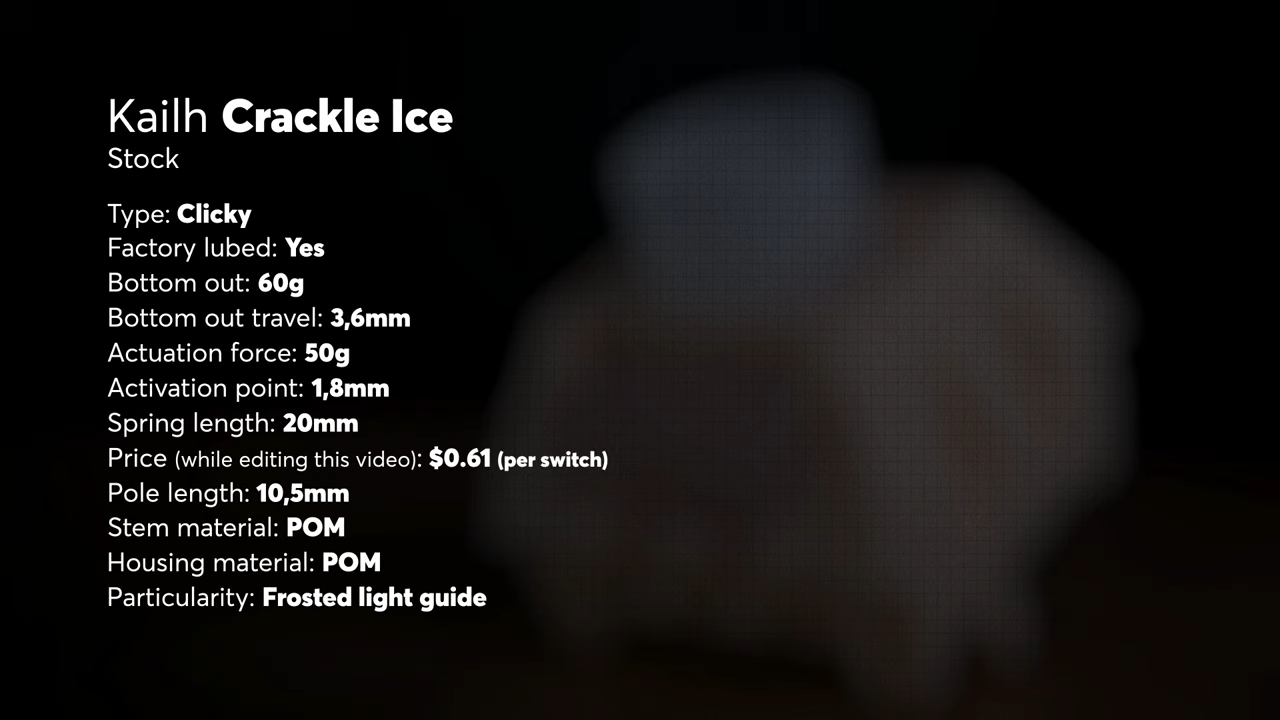 Kailh Crackle Ice
Stock
Type: Clicky
Factory lubed: Yes
Bottom out: 60g
Bottom out travel: 3,6mm
Actuation force: 50g
Activation point: 1,8mm
Spring length: 20mm
Price (while editing this video): $0.61 (per switch)
Pole length: 10,5mm
Stem material: POM
Housing material: POM
Particularity: Frosted light guide